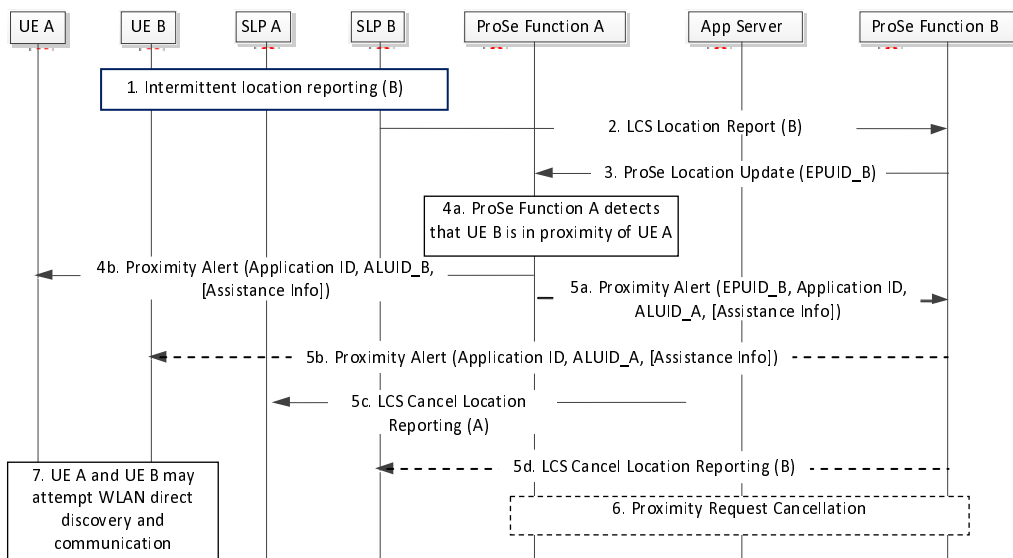 UE A
UE B
SLP A
SLP B
ProSe Function A
App Server
ProSe Function B
1. Intermittent location reporting (B)
2. LCS Location Report (B)
3. ProSe Location Update (EPUID_B)
4a. ProSe Function A detects
that UE B is in proximity of UE A
4b. Proximity Alert (Application ID, ALUID_B,
[Assistance Info])
5a. Proximity Alert (EPUID_B, Application ID,
ALUID_A, [Assistance Info])
5b. Proximity Alert (Application ID, ALUID_A, [Assistance Info])
5c. LCS Cancel Location
Reporting (A)
5d. LCS Cancel Location Reporting (B)
7. UE A and UE B may
attempt WLAN direct
discovery and
communication
6. Proximity Request Cancellation